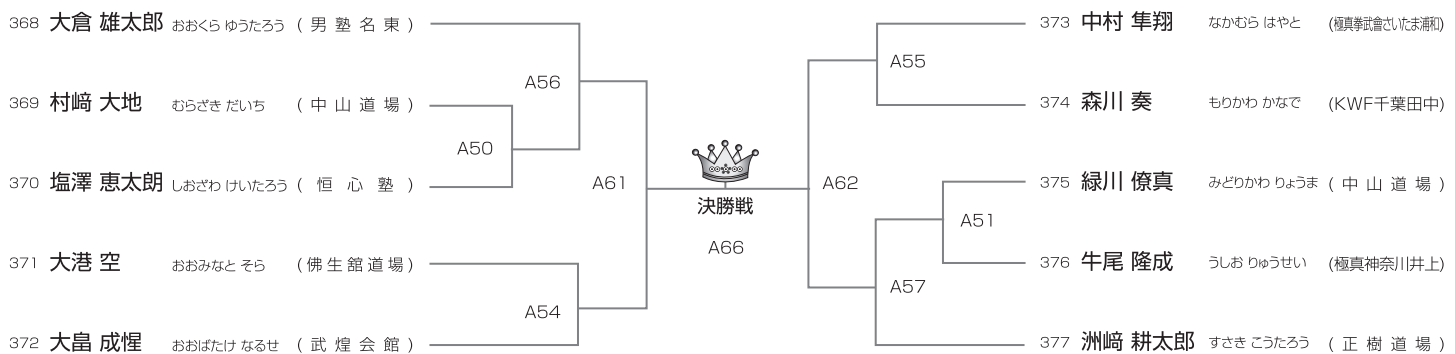 368 大倉 雄太郎 おおくら ゆうたろう (男塾名東)
369 村﨑 大地 むらざき だいち (中山道場)
370 塩澤 恵太朗 しおざわ けいたろう (恒心塾)
371 大港 空 おおみなと そら (佛生舘道場)
372 大畠 成惺 おおばたけ なるせ (武煌会館)
A56
A50
A61
A54
決勝戦
A66
A55
A62
A51
A57
373 中村 隼翔 なかむら はやと (極真拳武會さいたま浦和)
374 森川 奏 もりかわ かなで (KWF千葉田中)
375 緑川 僚真 みどりかわ りょうま (中山道場)
376 牛尾 隆成 うしお りゅうせい (極真神奈川井上)
377 洲﨑 耕太郎 すさき こうたろう (正樹道場)